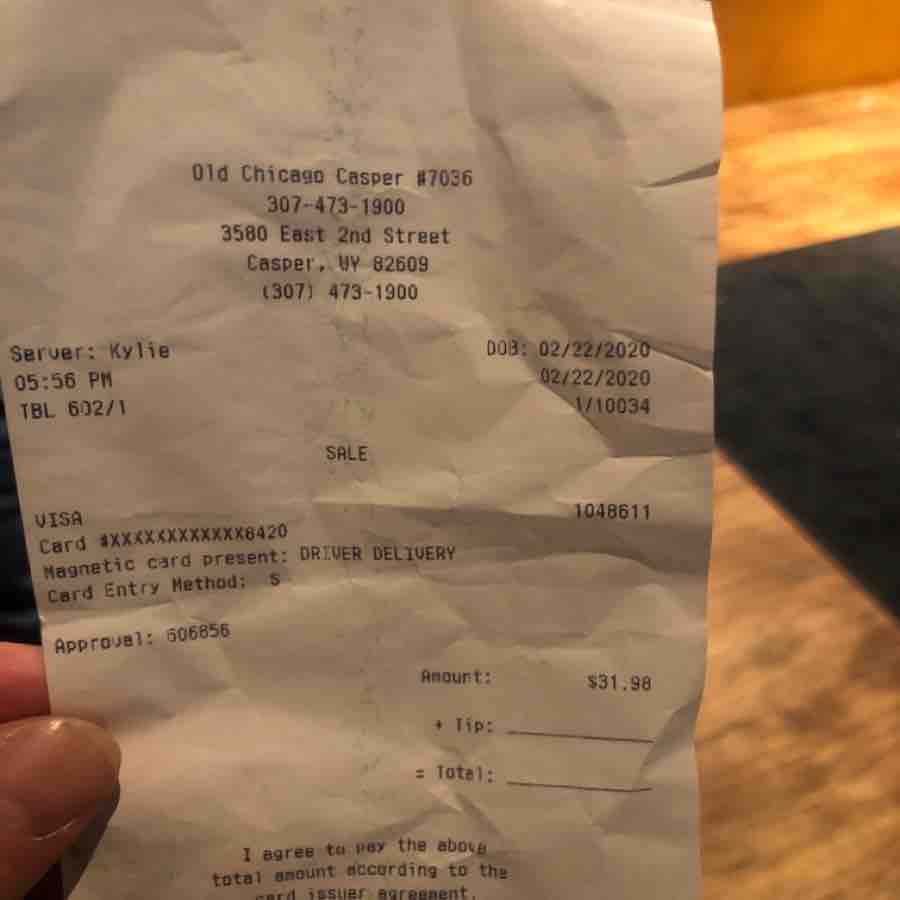 Old Chicago Casper #7036
307-473-1900
3580 East 2nd Street
Casper, WY 82609
(307) 473-1900
Server: Kylie DOB: 02/22/2020
05:56 PM 02/22/2020
TBL 602/1 1/10034
SALE
VISA 1048611
Card #XXXXXXXXXXXX8420
Magnetic card present: DRIVER DELIVERY
Card Entry Method: S
Approval: 606856
Amount: $31.98
+ Tip:
= Total:
I agree to pay the above
total amount according to the
card issuer agreement.